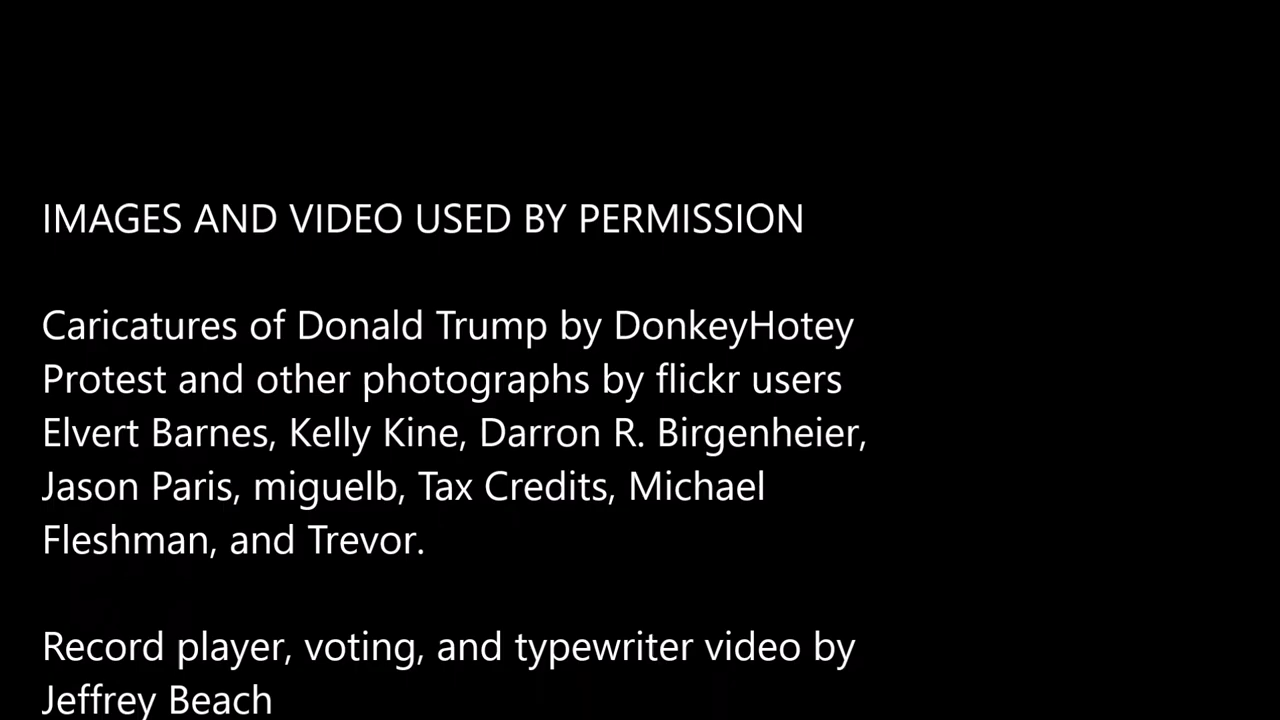 IMAGES AND VIDEO USED BY PERMISSION
Caricatures of Donald Trump by DonkeyHotey
Protest and other photographs by flickr users
Elvert Barnes, Kelly Kine, Darron R. Birgenheier,
Jason Paris, miguelb, Tax Credits, Michael
Fleshman, and Trevor.
Record player, voting, and typewriter video by
Jeffrey Beach